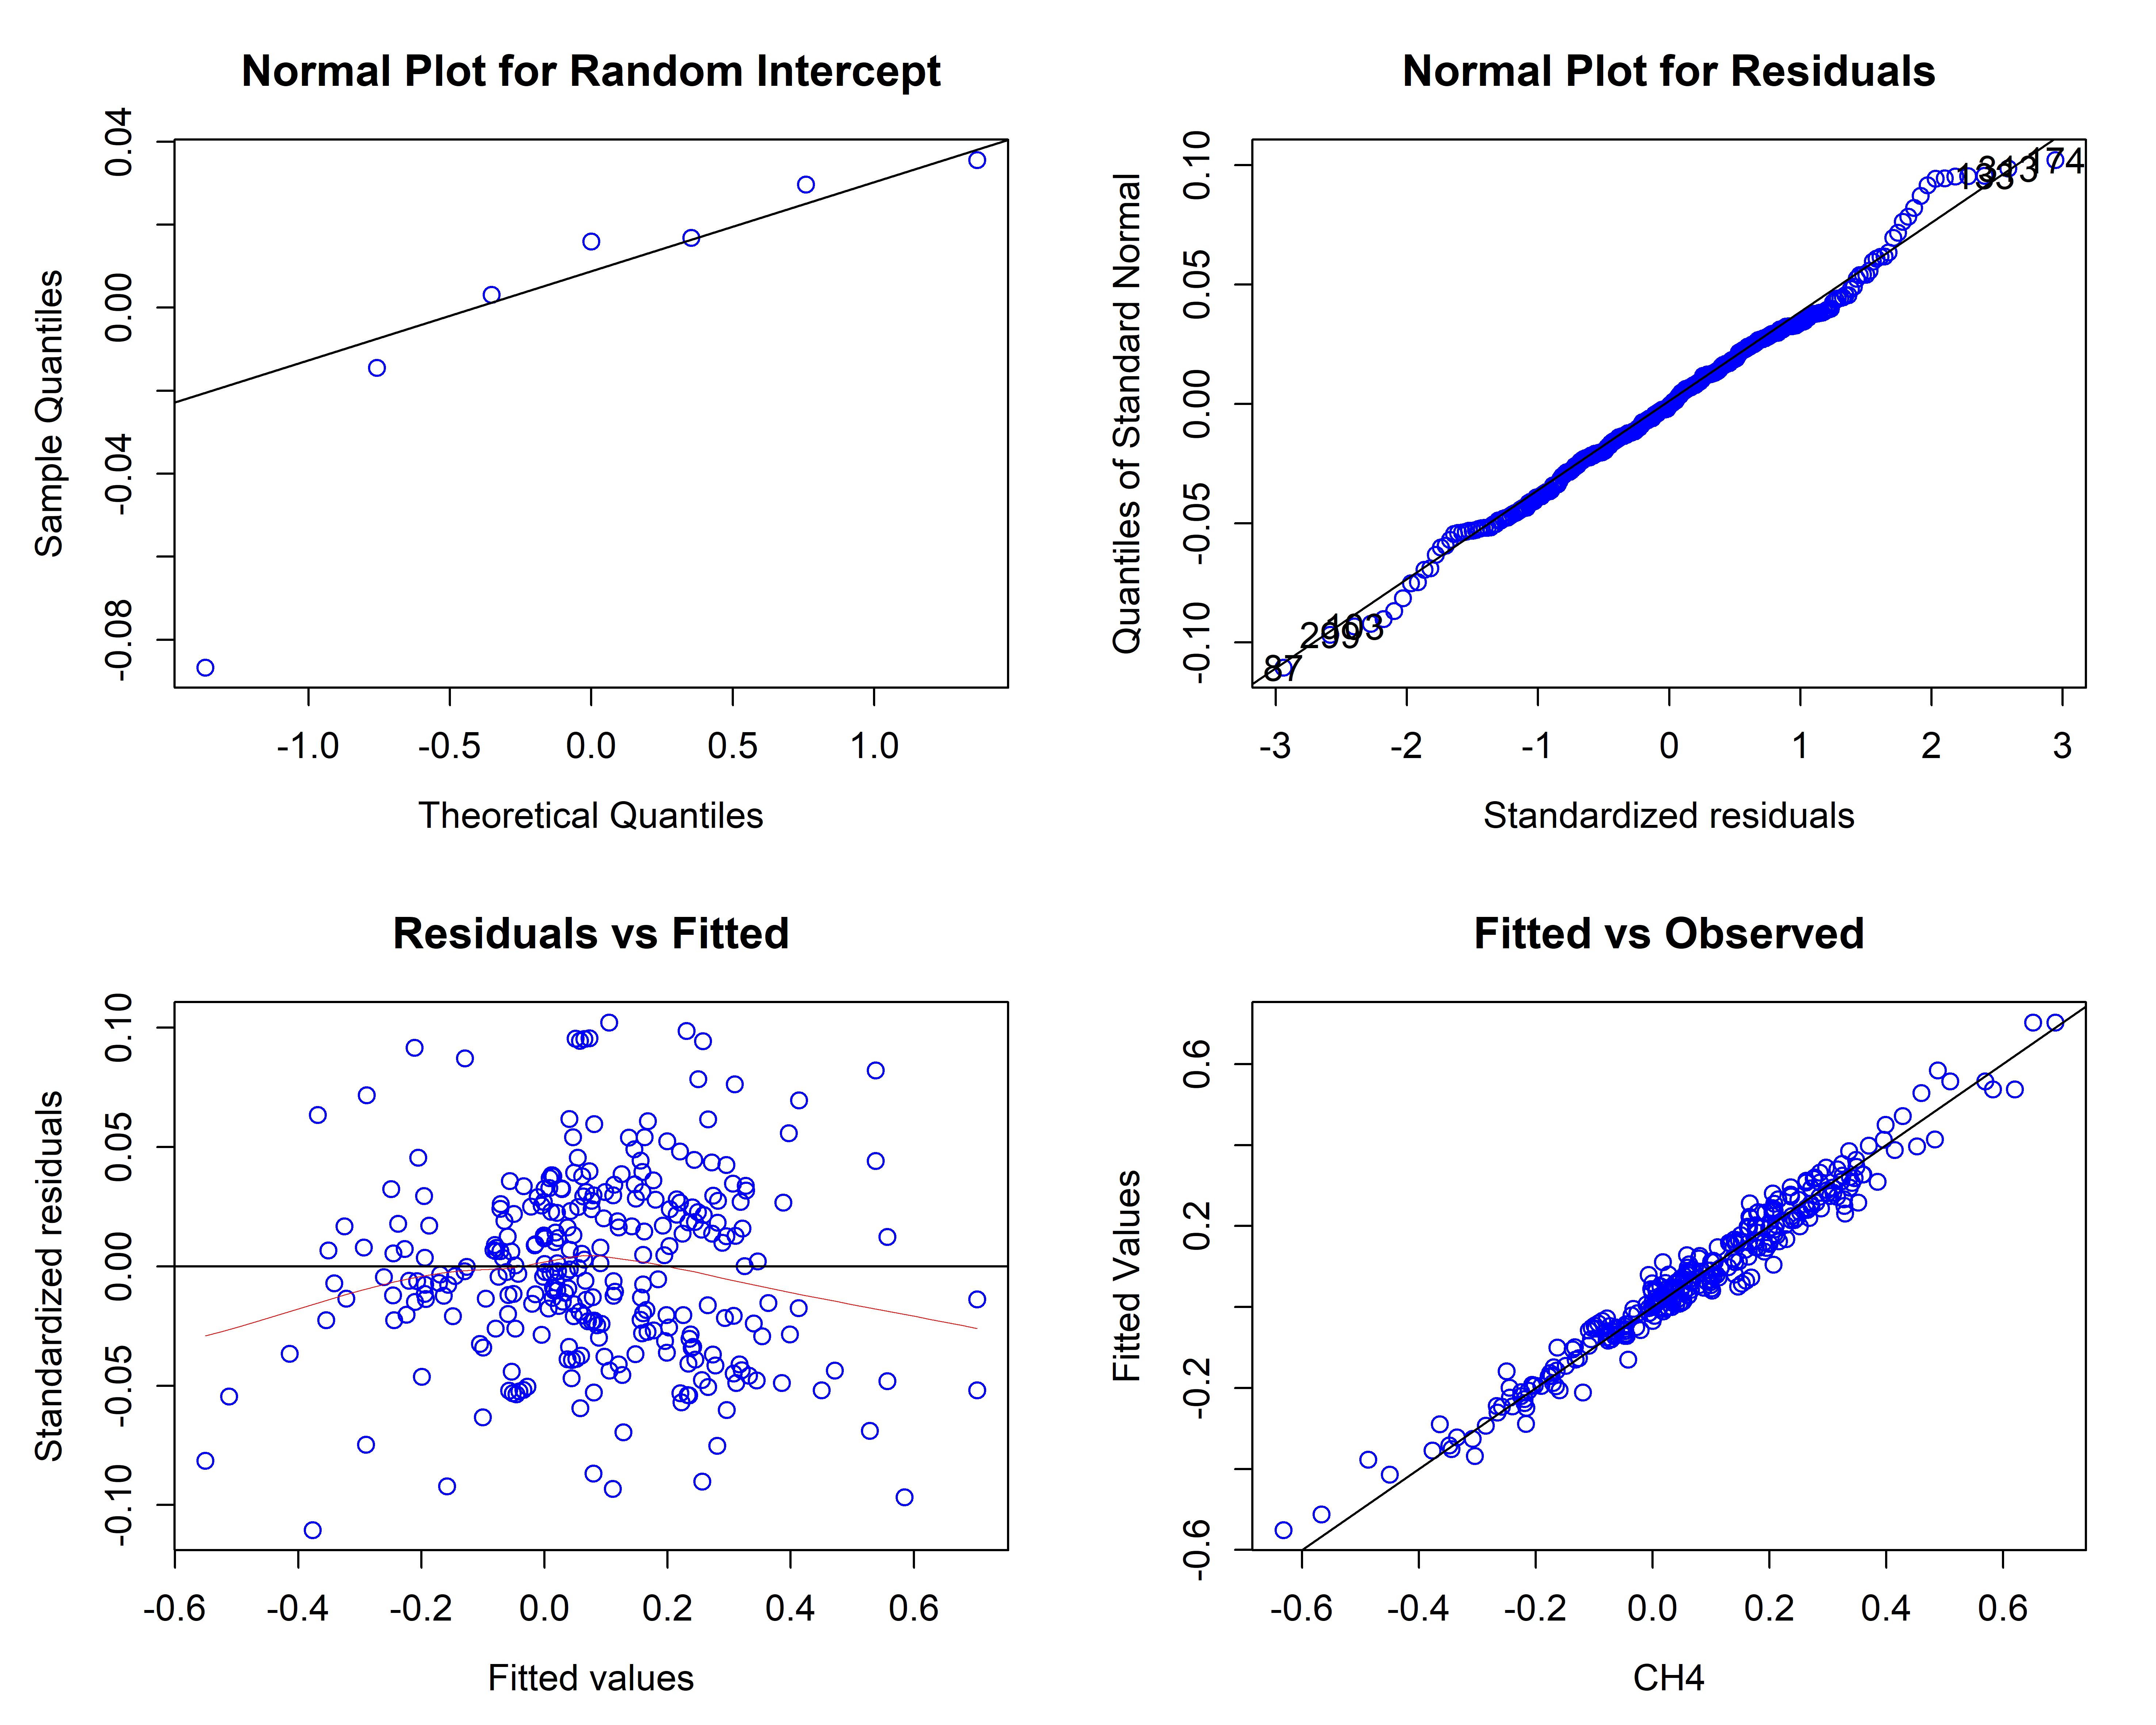 Normal Plot for Random Intercept
Sample Quantiles
0.04
0.00
-0.04
-0.08
-1.0 -0.5 0.0 0.5 1.0
Theoretical Quantiles
Normal Plot for Residuals
Quantiles of Standard Normal
0.10
0.05
0.00
-0.05
-0.10
174
87
-3 -2 -1 0 1 2 3
Standardized residuals
Residuals vs Fitted
Standardized residuals
0.10
0.05
0.00
-0.05
-0.10
-0.6 -0.4 -0.2 0.0 0.2 0.4 0.6
Fitted values
Fitted vs Observed
Fitted Values
0.6
0.2
-0.2
-0.6
-0.6 -0.4 -0.2 0.0 0.2 0.4 0.6
CH4